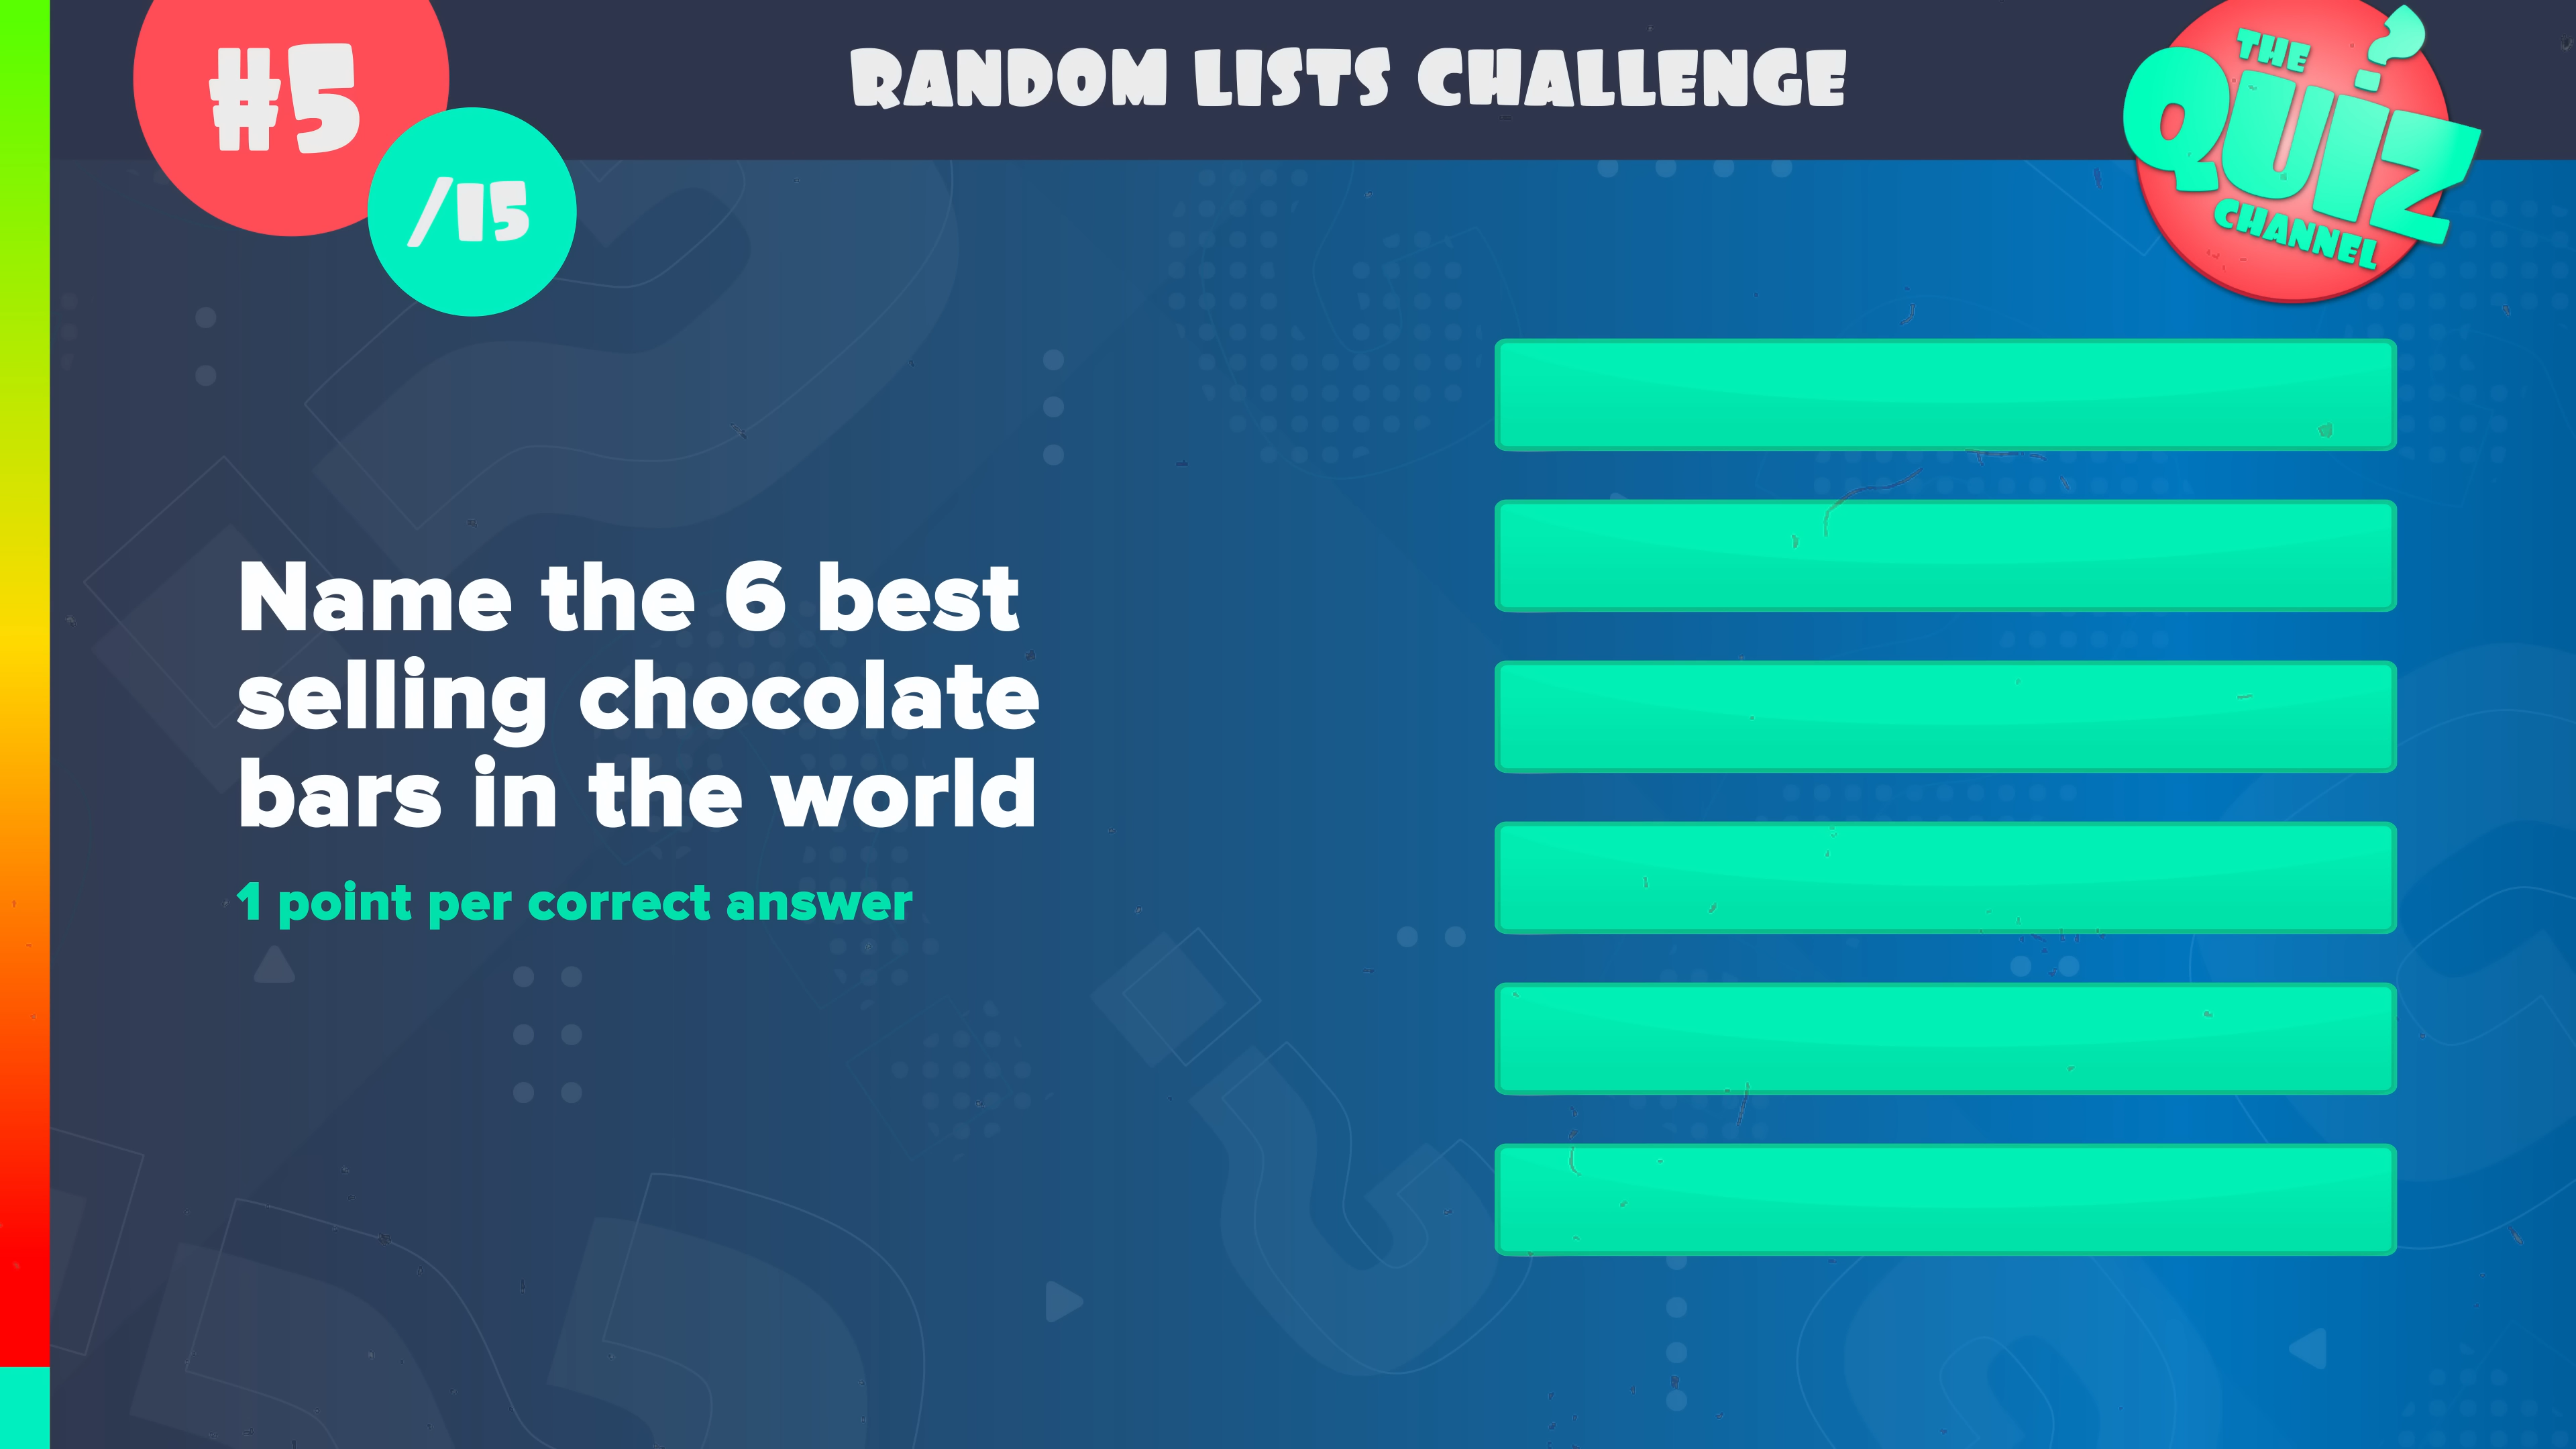 #5
/15
RANDOM LISTS CHALLENGE
THE
QUIZ
CHANNEL
Name the 6 best
selling chocolate
bars in the world
1 point per correct answer